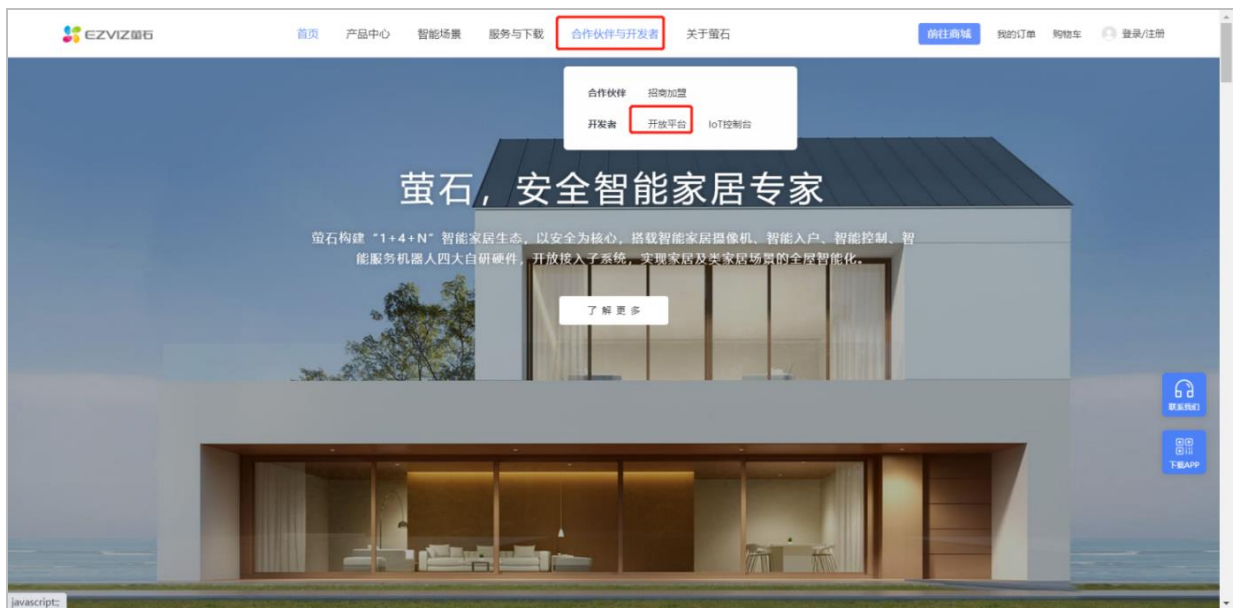 EZVIZ萤石 首页 产品中心 智能场景 服务与下载 合作伙伴与开发者 关于萤石 前往商城 我的订单 购物车 登录/注册
合作伙伴 招商加盟
开发者 开放平台 IoT控制台
萤石，安全智能家居专家
萤石构建“1+4+N”智能家居生态，以安全为核心，搭载智能家居摄像机、智能入户、智能控制、智
能服务机器人四大自研硬件，开放接入子系统，实现家居及类家居场景的全屋智能化。
了解更多
联系我们
下载APP
javascript:;